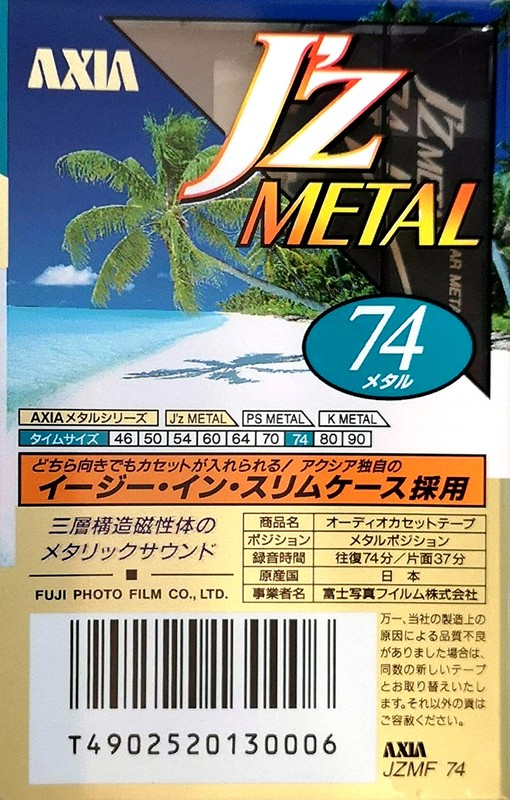 AXIA
J'z
METAL
J'z ME
AR META
74
メタル
AXIAメタルシリーズ J'z METAL PS METAL K METAL
タイムサイズ 46 50 54 60 64 70 74 80 90
どちら向きでもカセットが入れられる! アクシア独自の
イージー・イン・スリムケース採用
三層構造磁性体の
メタリックサウンド
FUJI PHOTO FILM CO., LTD.
商品名 オーディオカセットテープ
ポジション メタルポジション
録音時間 往復74分/片面37分
原産国 日本
事業者名 富士写真フイルム株式会社
万一、当社の製造上の
原因による品質不良
がありました場合は、
同数の新しいテープ
とお取り替えいたし
ます。それ以外の責は
ご容赦ください。
T4902520130006
AXIA
JZMF 74